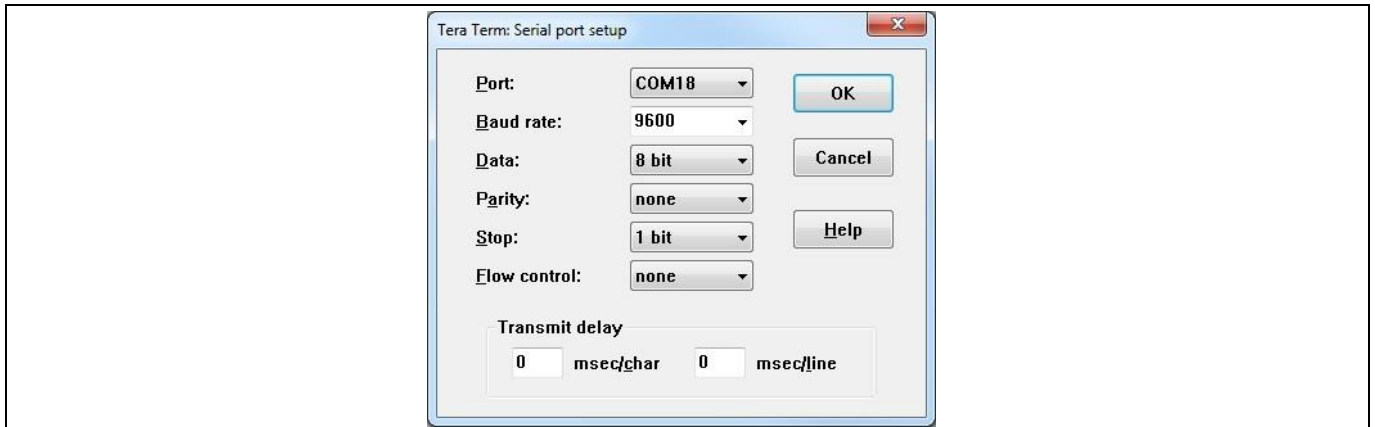 Tera Term: Serial port setup
Port: COM18 OK
Baud rate: 9600
Data: 8 bit Cancel
Parity: none
Stop: 1 bit Help
Flow control: none
Transmit delay
0 msec/char 0 msec/line